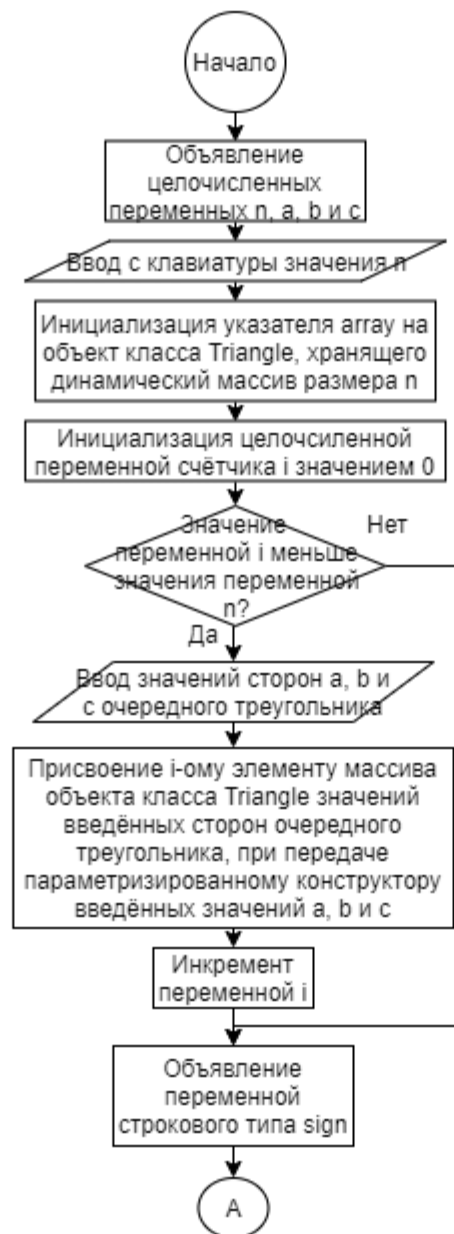 Начало
Объявление
целочисленных
переменных n, a, b и c
Ввод с клавиатуры значения n
Инициализация указателя array на
объект класса Triangle, хранящего
динамический массив размера n
Инициализация целочсиленной
переменной счётчика i значением 0
Значение
переменной i меньше
значения переменной
n?
Нет
Да
Ввод значений сторон a, b и
c очередного треугольника
Присвоение i-ому элементу массива
объекта класса Triangle значений
введённых сторон очередного
треугольника, при передаче
параметризированному конструктору
введённых значений a, b и c
Инкремент
переменной i
Объявление
переменной
строкового типа sign
A